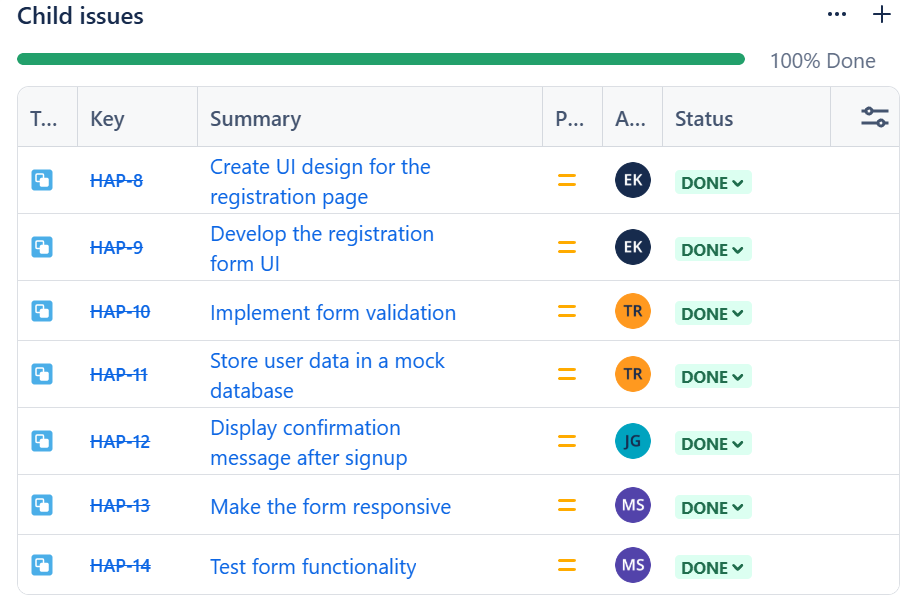 Child issues
100% Done
T... Key Summary P... A... Status
HAP-8 Create UI design for the
registration page EK DONE
HAP-9 Develop the registration
form UI EK DONE
HAP-10 Implement form validation TR DONE
HAP-11 Store user data in a mock
database TR DONE
HAP-12 Display confirmation
message after signup JG DONE
HAP-13 Make the form responsive MS DONE
HAP-14 Test form functionality MS DONE